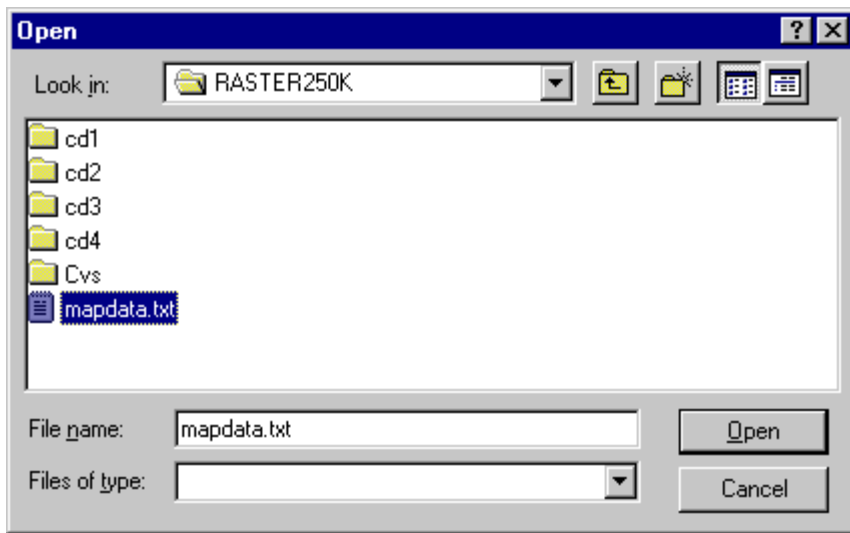 Open
Look in: RASTER250K
cd1
cd2
cd3
cd4
Cvs
mapdata.txt
File name: mapdata.txt Open
Files of type: Cancel